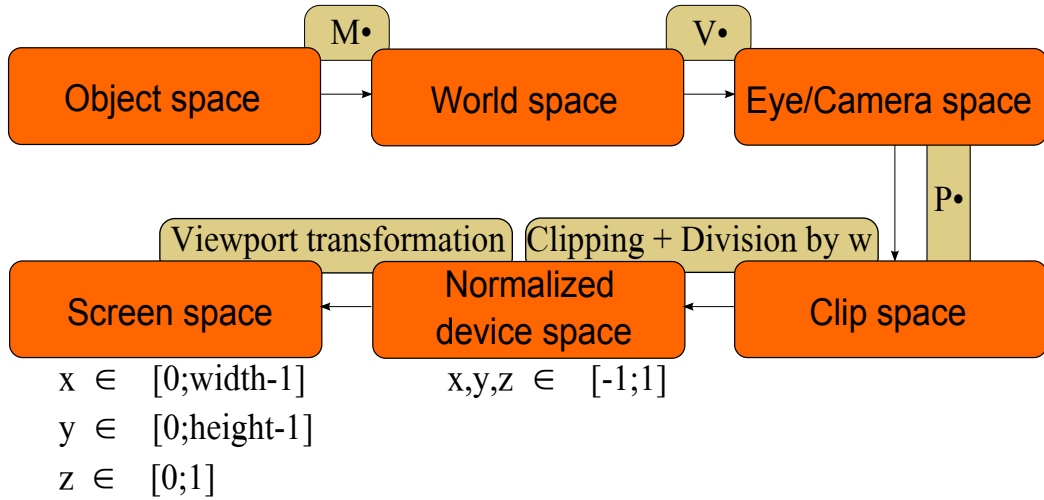 M•
V•
Object space
World space
Eye/Camera space
P•
Viewport transformation
Clipping + Division by w
Screen space
Normalized
device space
Clip space
x ∈ [0;width-1]
y ∈ [0;height-1]
z ∈ [0;1]
x,y,z ∈ [-1;1]